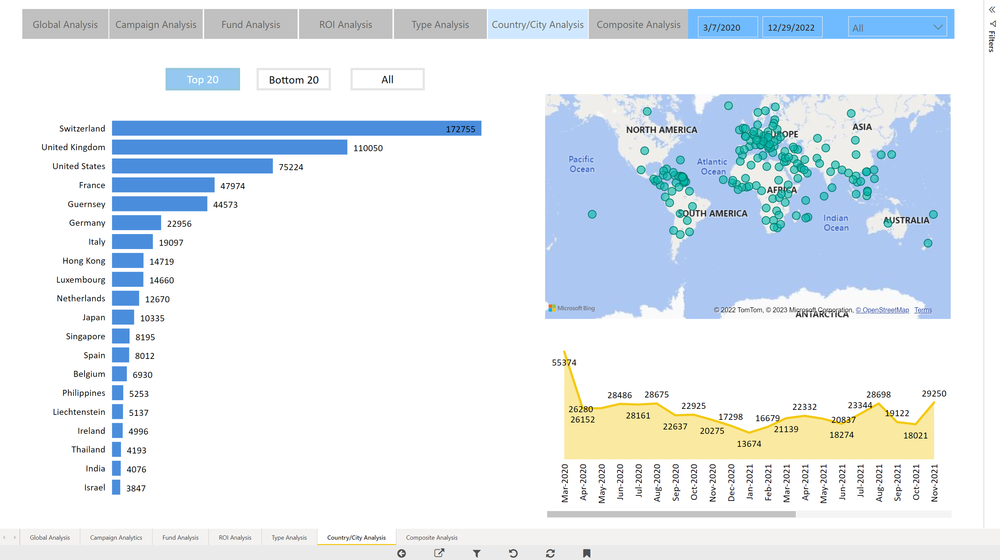 Global Analysis
Campaign Analysis
Fund Analysis
ROI Analysis
Type Analysis
Country/City Analysis
Composite Analysis
3/7/2020
12/29/2022
All
Filters
Top 20
Bottom 20
All
Switzerland 172755
United Kingdom 110050
United States 75224
France 47974
Guernsey 44573
Germany 22956
Italy 19097
Hong Kong 14719
Luxembourg 14660
Netherlands 12670
Japan 10335
Singapore 8195
Spain 8012
Belgium 6930
Philippines 5253
Liechtenstein 5137
Ireland 4996
Thailand 4193
India 4076
Israel 3847
NORTH AMERICA
EUROPE
ASIA
Pacific
Ocean
Atlantic
Ocean
AFRICA
SOUTH AMERICA
Indian
Ocean
AUSTRALIA
Microsoft Bing
© 2022 TomTom, © 2023 Microsoft Corporation, © OpenStreetMap Terms
ANTARCTICA
55374
26280
26152
28486
28161
28675
22637
22925
20275
17298
13674
16679
21139
22332
20837
18274
23344
28698
19122
18021
29250
Mar-2020
Apr-2020
May-2020
Jun-2020
Jul-2020
Aug-2020
Sep-2020
Oct-2020
Nov-2020
Dec-2020
Jan-2021
Feb-2021
Mar-2021
Apr-2021
May-2021
Jun-2021
Jul-2021
Aug-2021
Sep-2021
Oct-2021
Nov-2021
Global Analysis
Campaign Analytics
Fund Analysis
ROI Analysis
Type Analysis
Country/City Analysis
Composite Analysis